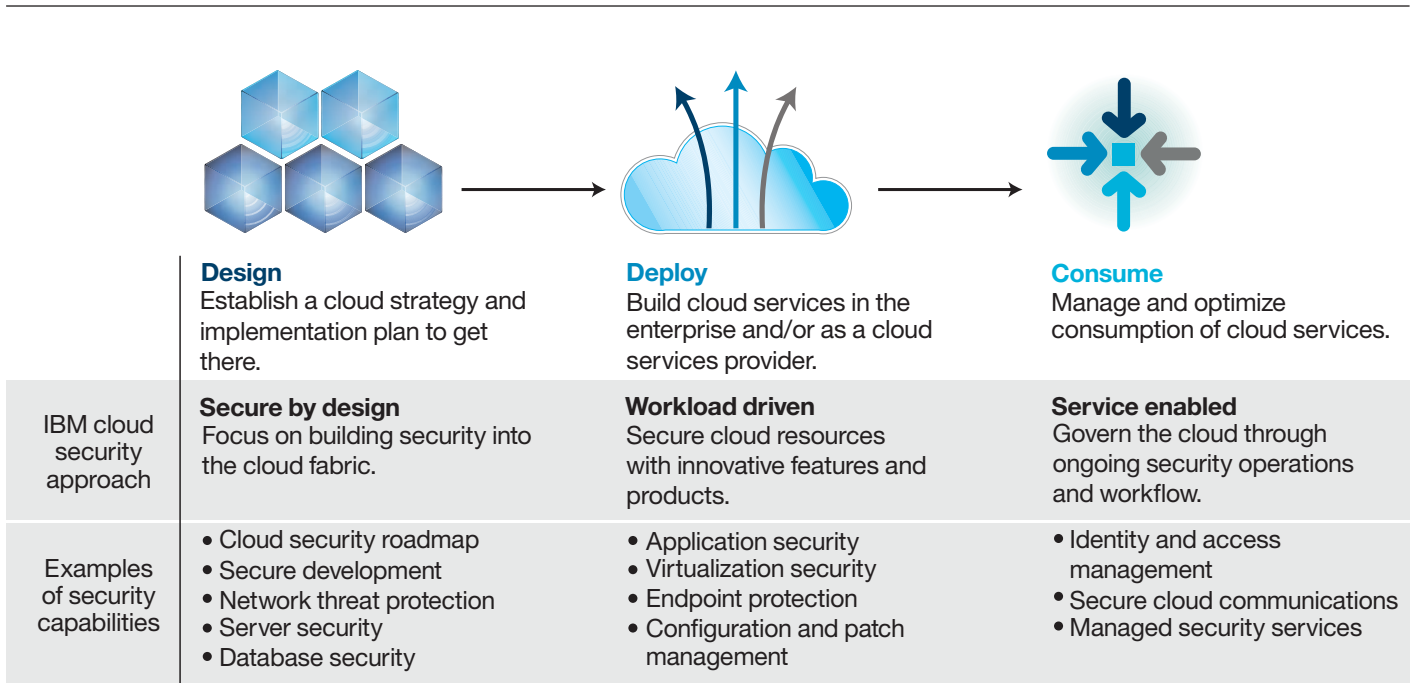 Design
Establish a cloud strategy and
implementation plan to get
there.
Deploy
Build cloud services in the
enterprise and/or as a cloud
services provider.
Consume
Manage and optimize
consumption of cloud services.
IBM cloud
security
approach
Secure by design
Focus on building security into
the cloud fabric.
Workload driven
Secure cloud resources
with innovative features and
products.
Service enabled
Govern the cloud through
ongoing security operations
and workflow.
Examples
of security
capabilities
• Cloud security roadmap
• Secure development
• Network threat protection
• Server security
• Database security
• Application security
• Virtualization security
• Endpoint protection
• Configuration and patch
management
• Identity and access
management
• Secure cloud communications
• Managed security services